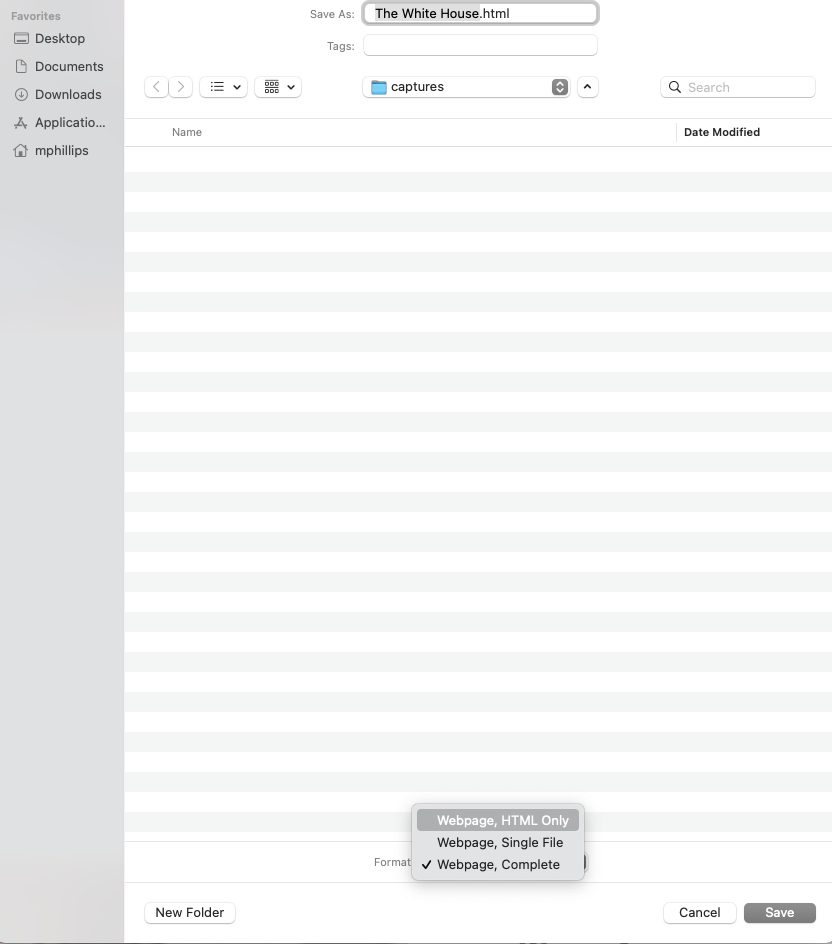 Favorites
Desktop
Documents
Downloads
Applicatio...
mphillips
Save As: The White House.html
Tags:
captures
Search
Name Date Modified
Webpage, HTML Only
Webpage, Single File
Format ✓ Webpage, Complete
New Folder Cancel Save